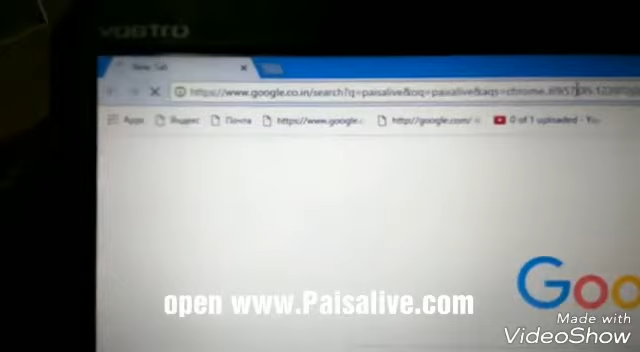 VOSTRO
New Tab
https://www.google.co.in/search?q=paisalive&oq=paisalive&aqs=chrome
Apps Яндекс Почта https://www.google.c http://google.com/ 0 of 1 uploaded - You
Goo
open www.Paisalive.com
Made with
VideoShow